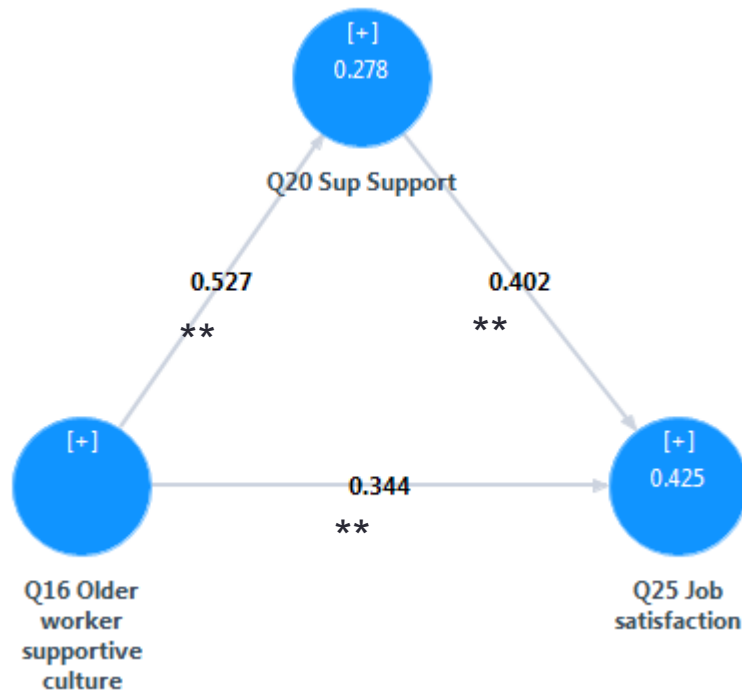 [+]
0.278
Q20 Sup Support
0.527
0.402
**
**
[+]
[+]
0.425
0.344
**
Q16 Older
worker
supportive
culture
Q25 Job
satisfaction